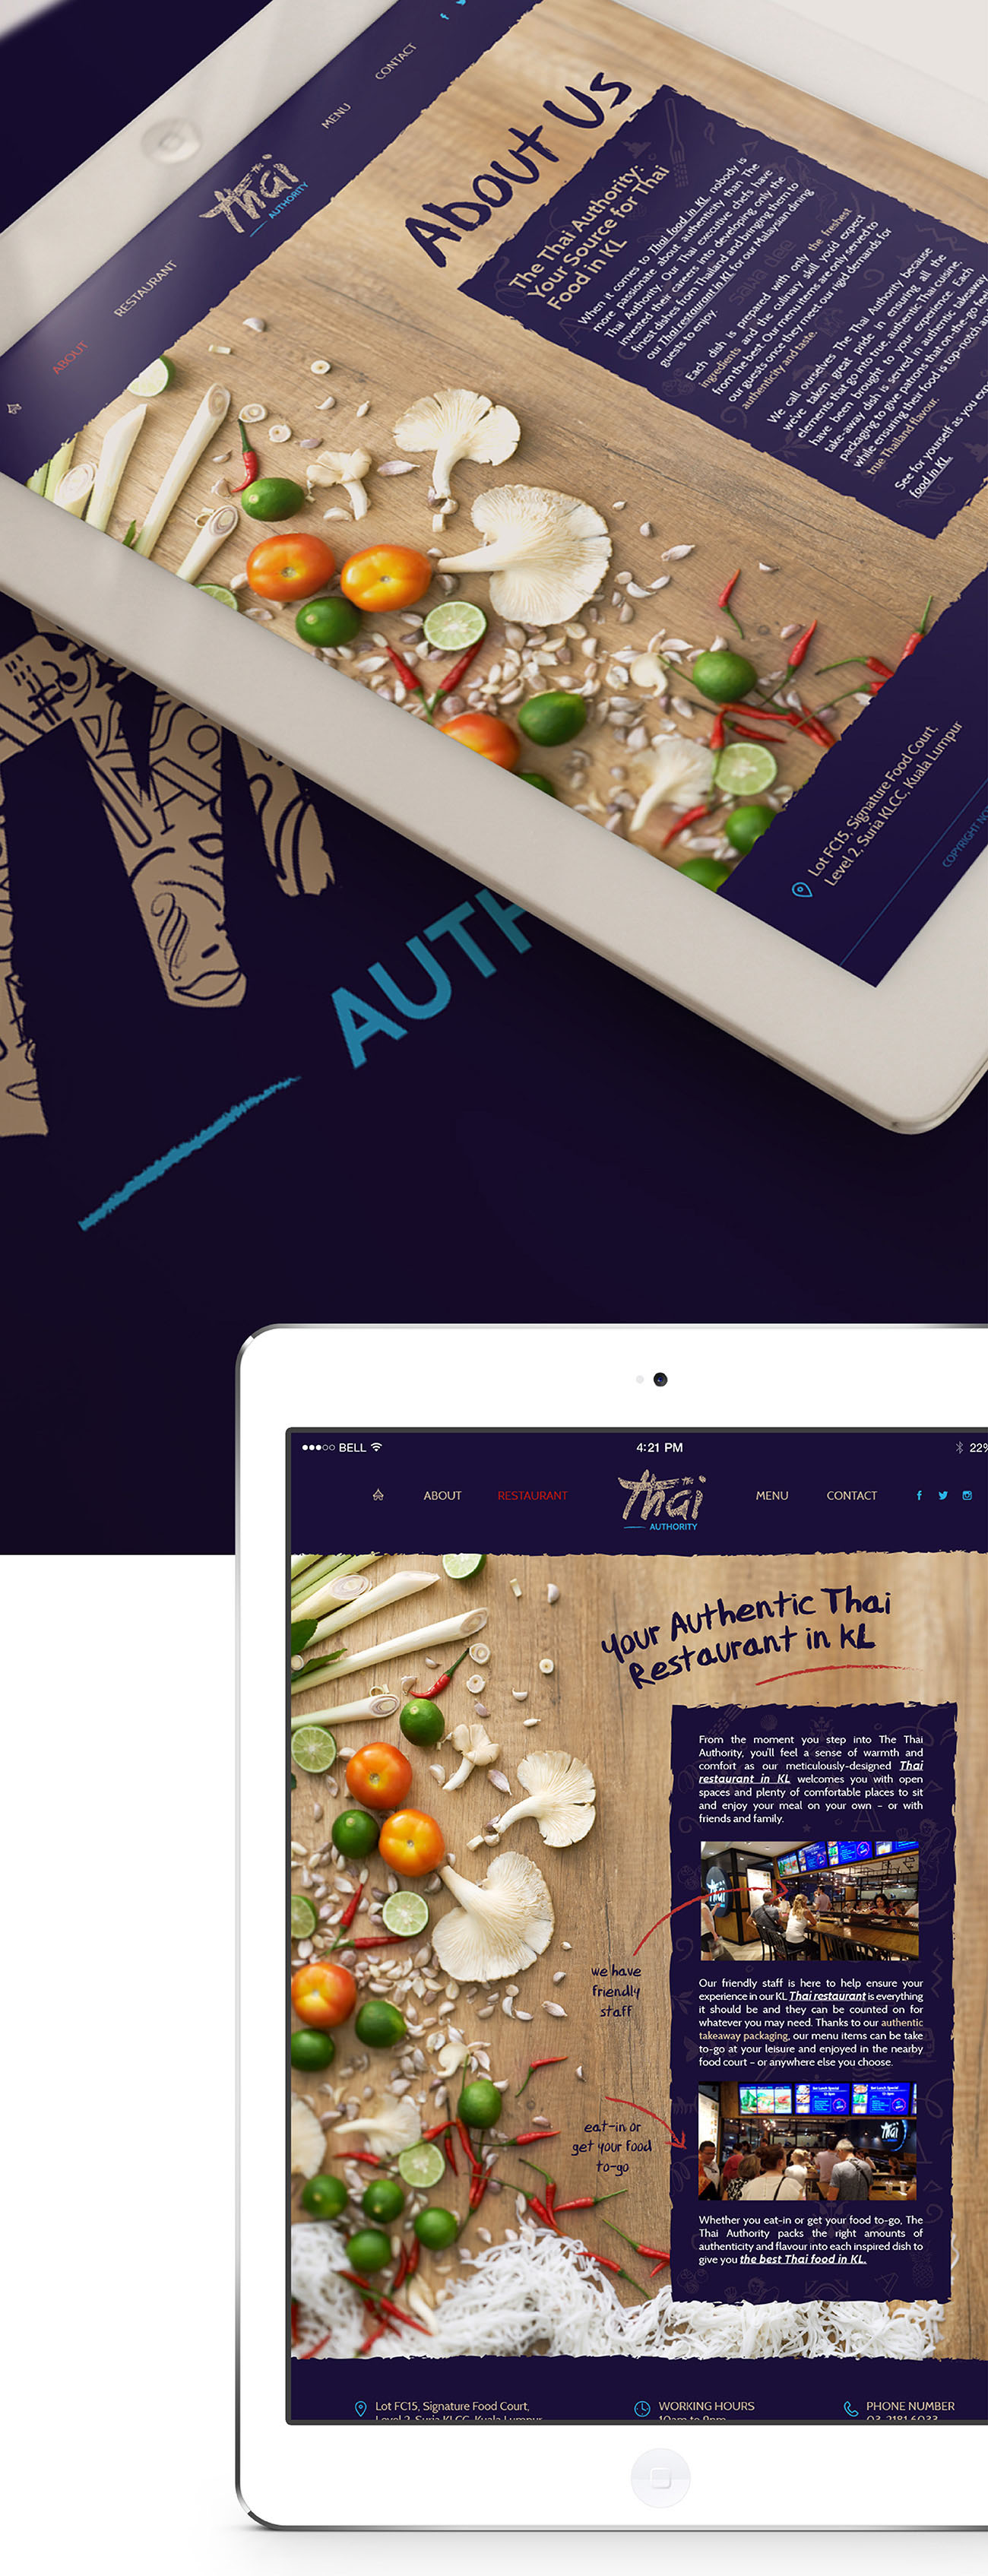 CONTACT
MENU
The
Thai
AUTHORITY
RESTAURANT
ABOUT
About Us
The Thai Authority:
Your Source for Thai
Food in KL
When it comes to Thai food in KL, nobody is
more passionate about authenticity than The
Thai Authority. Our Thai executive chefs have
invested their careers into developing only the
finest dishes from Thailand and bringing them to
our Thai restaurant in KL for our Malaysian dining
guests to enjoy.
Each dish is prepared with only the freshest
ingredients and the culinary skill you'd expect
from the best. Our menu items are only served to
our guests once they meet our rigid demands for
authenticity and taste.
We call ourselves The Thai Authority because
we've taken great pride in ensuring all the
elements that go into true, authentic Thai cuisine,
have been brought to your experience. Each
take-away dish is served in authentic takeaway
packaging to give patrons that on-the-go feel
while ensuring their food is top-notch a
true Thailand flavour.
See for yourself as you
food in KL.
Lot FC15, Signature Food Court,
Level 2, Suria KLCC, Kuala Lumpur
COPYRIGHT
AUTH
BELL
4:21 PM
22%
ABOUT
RESTAURANT
The
Thai
AUTHORITY
MENU
CONTACT
your Authentic Thai
Restaurant in kL
From the moment you step into The Thai
Authority, you'll feel a sense of warmth and
comfort as our meticulously-designed Thai
restaurant in KL welcomes you with open
spaces and plenty of comfortable places to sit
and enjoy your meal on your own – or with
friends and family.
we have
friendly
staff
Our friendly staff is here to help ensure your
experience in our KL Thai restaurant is everything
it should be and they can be counted on for
whatever you may need. Thanks to our authentic
takeaway packaging, our menu items can be take
to-go at your leisure and enjoyed in the nearby
food court – or anywhere else you choose.
eat-in or
get your food
to-go
Thai
Whether you eat-in or get your food to-go, The
Thai Authority packs the right amounts of
authenticity and flavour into each inspired dish to
give you the best Thai food in KL.
Lot FC15, Signature Food Court,
Level 2, Suria KLCC, Kuala Lumpur
WORKING HOURS
10am to 9pm
PHONE NUMBER
03-2181 6033